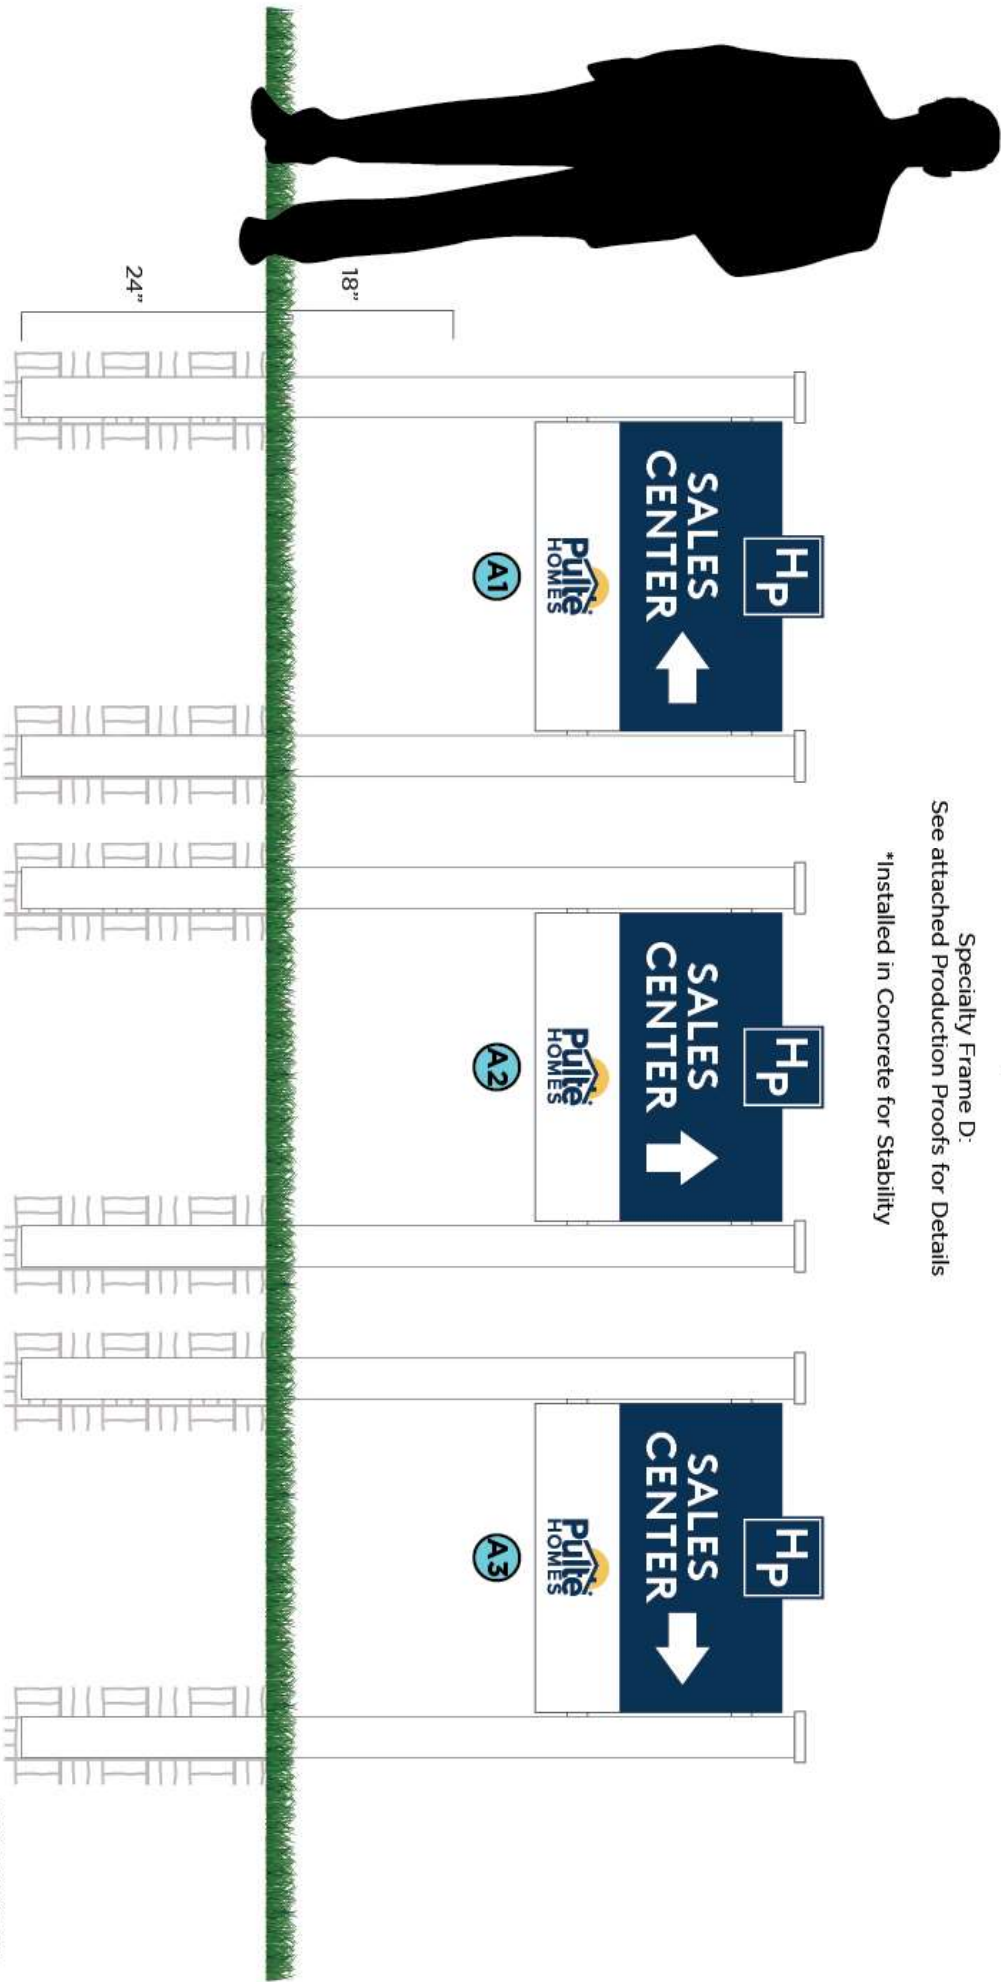 Specialty Frame D:
See attached Production Proofs for Details
*Installed in Concrete for Stability
HP
SALES
CENTER
Pulte
HOMES
A1
HP
SALES
CENTER
Pulte
HOMES
A2
HP
SALES
CENTER
Pulte
HOMES
A3
18"
24"